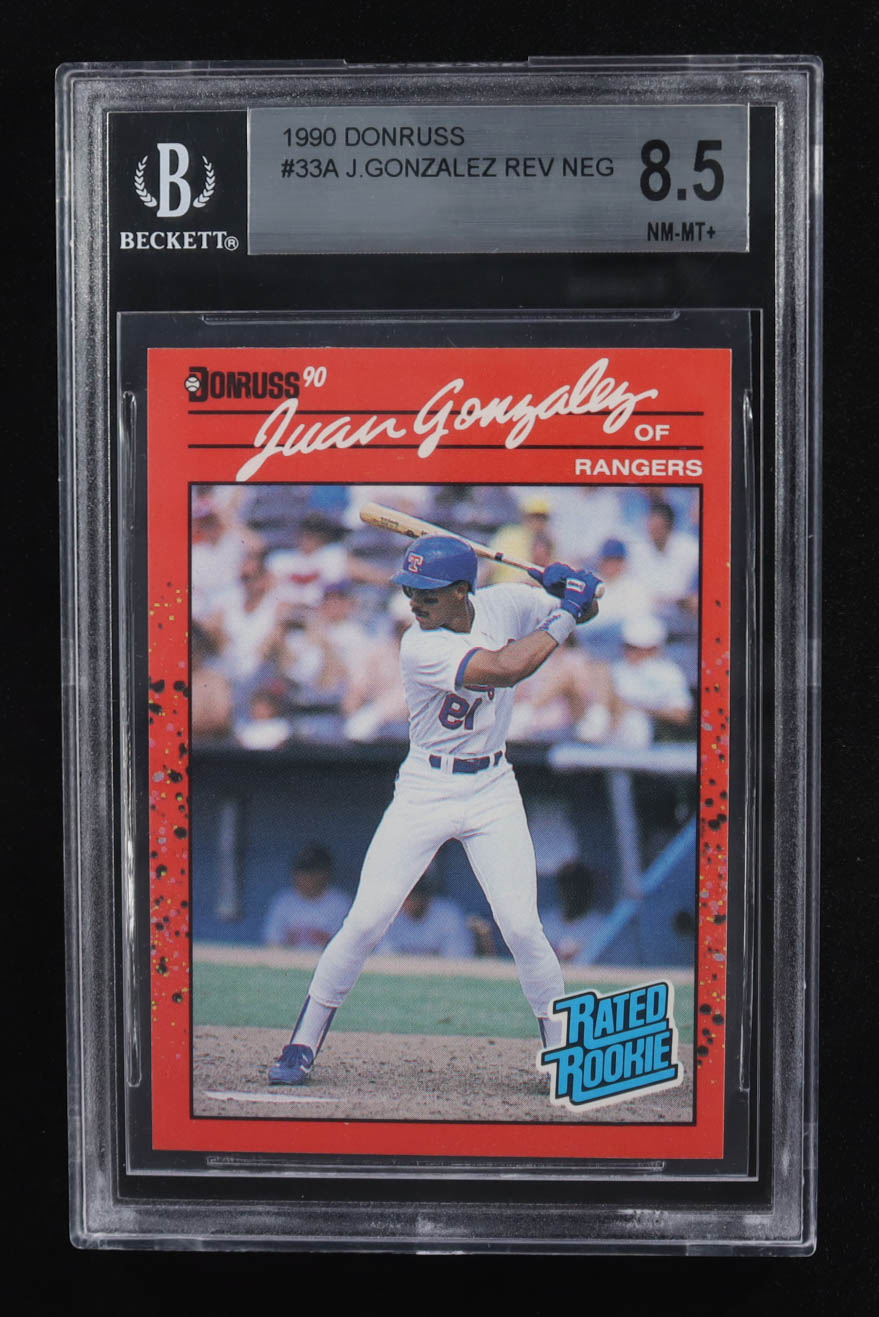 1990 DONRUSS
#33A J.GONZALEZ REV NEG
8.5
NM-MT+
B
BECKETT®
DONRUSS 90
Juan Gonzalez
OF
RANGERS
T
RATED
ROOKIE